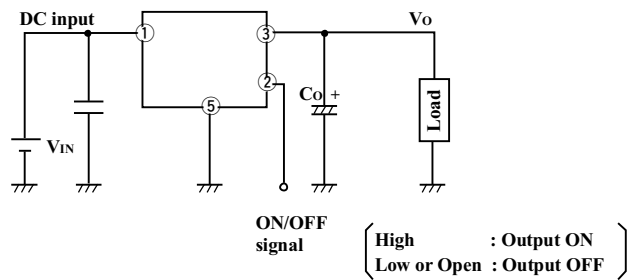 DC input
Vo
1
3
2
5
Co +
Load
VIN
ON/OFF
signal
High : Output ON
Low or Open : Output OFF